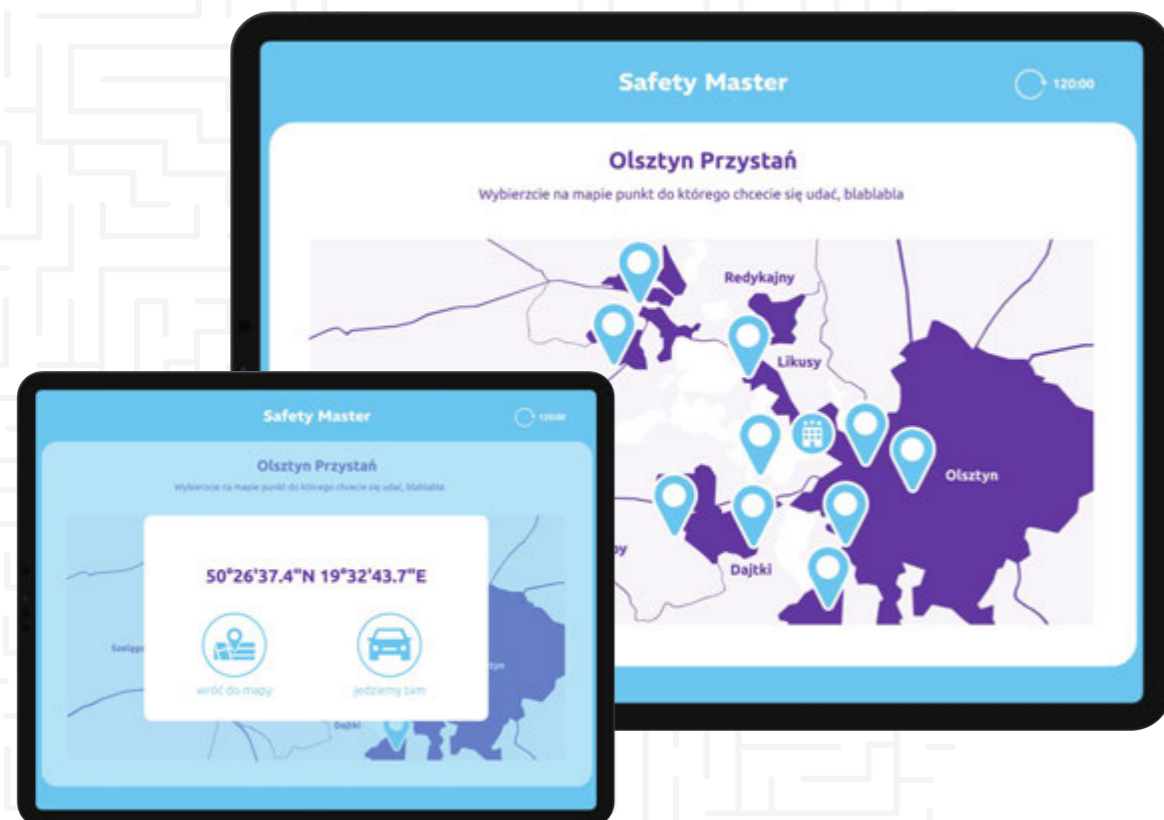 Safety Master
120:00
Olsztyn Przystań
Wybierzcie na mapie punkt do którego chcecie się udać, blablabla
Redykajny
Likusy
Olsztyn
Dajtki
Safety Master
120:00
Olsztyn Przystań
Wybierzcie na mapie punkt do którego chcecie się udać, blablabla
50°26'37.4"N 19°32'43.7"E
wróć do mapy
jedziemy tam
Dajtki